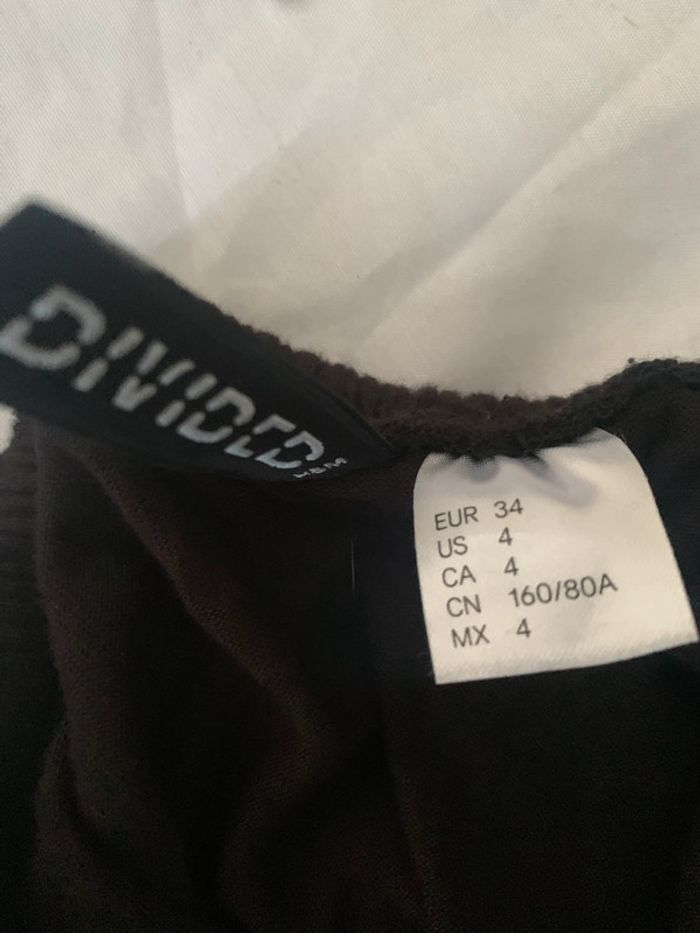 DIVIDED
H&M
EUR 34
US 4
CA 4
CN 160/80A
MX 4